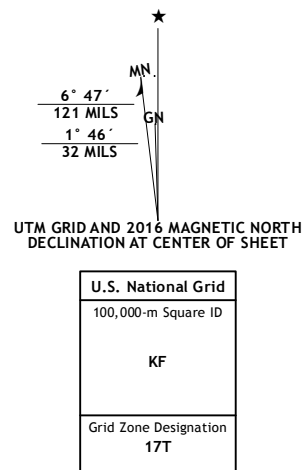 ★
MN.
6° 47´
121 MILS
GN
1° 46´
32 MILS
UTM GRID AND 2016 MAGNETIC NORTH
DECLINATION AT CENTER OF SHEET
U.S. National Grid
100,000-m Square ID
KF
Grid Zone Designation
17T